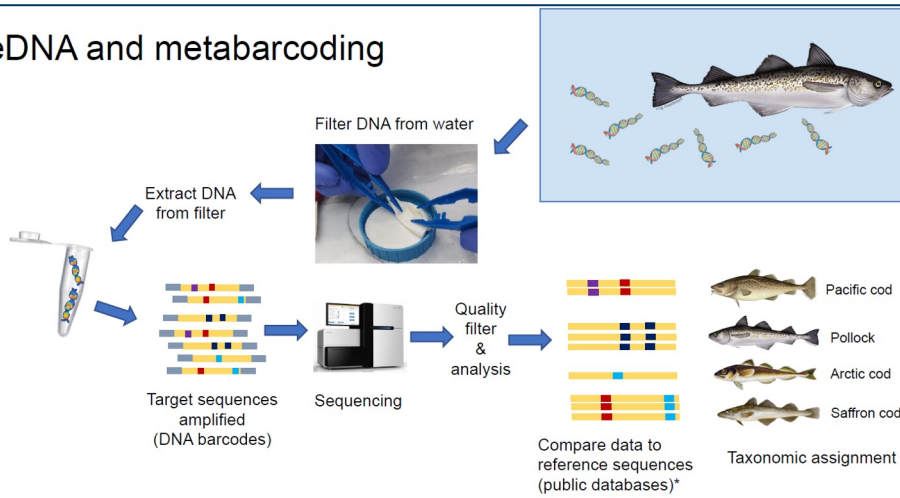 eDNA and metabarcoding
Filter DNA from water
Extract DNA
from filter
Target sequences
amplified
(DNA barcodes)
Sequencing
Quality
filter
&
analysis
Compare data to
reference sequences
(public databases)*
Pacific cod
Pollock
Arctic cod
Saffron cod
Taxonomic assignment